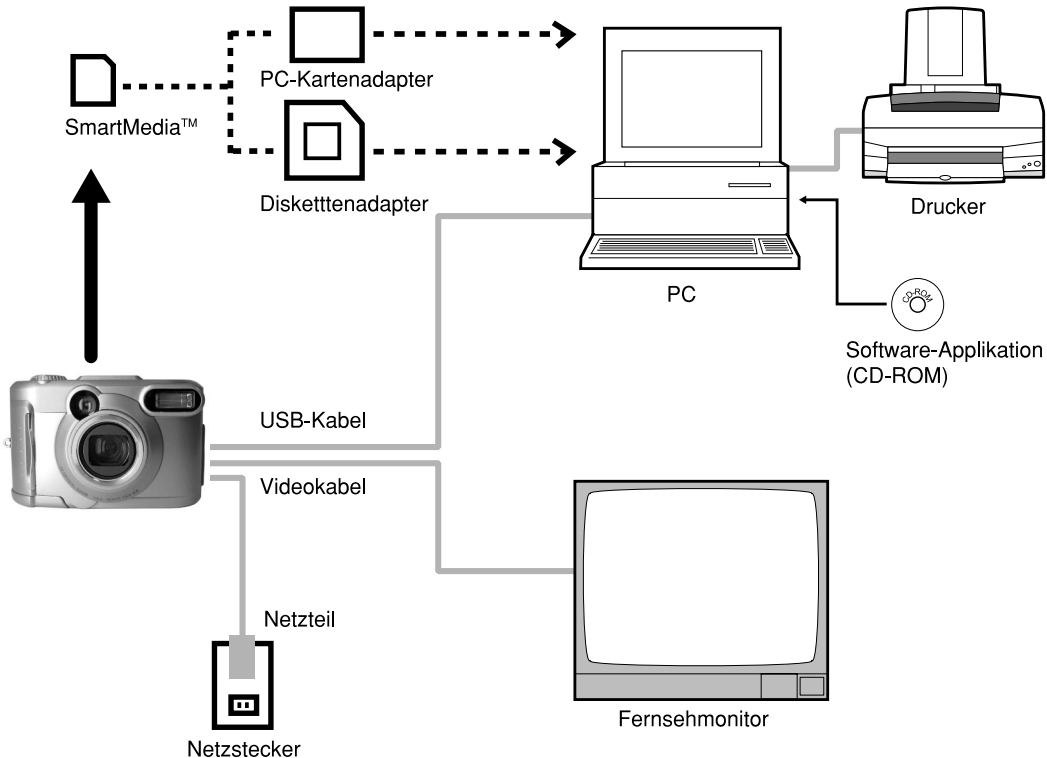 PC-Kartenadapter
SmartMedia™
Disketttenadapter
Drucker
PC
CD-ROM
Software-Applikation
(CD-ROM)
USB-Kabel
Videokabel
Netzteil
Fernsehmonitor
Netzstecker